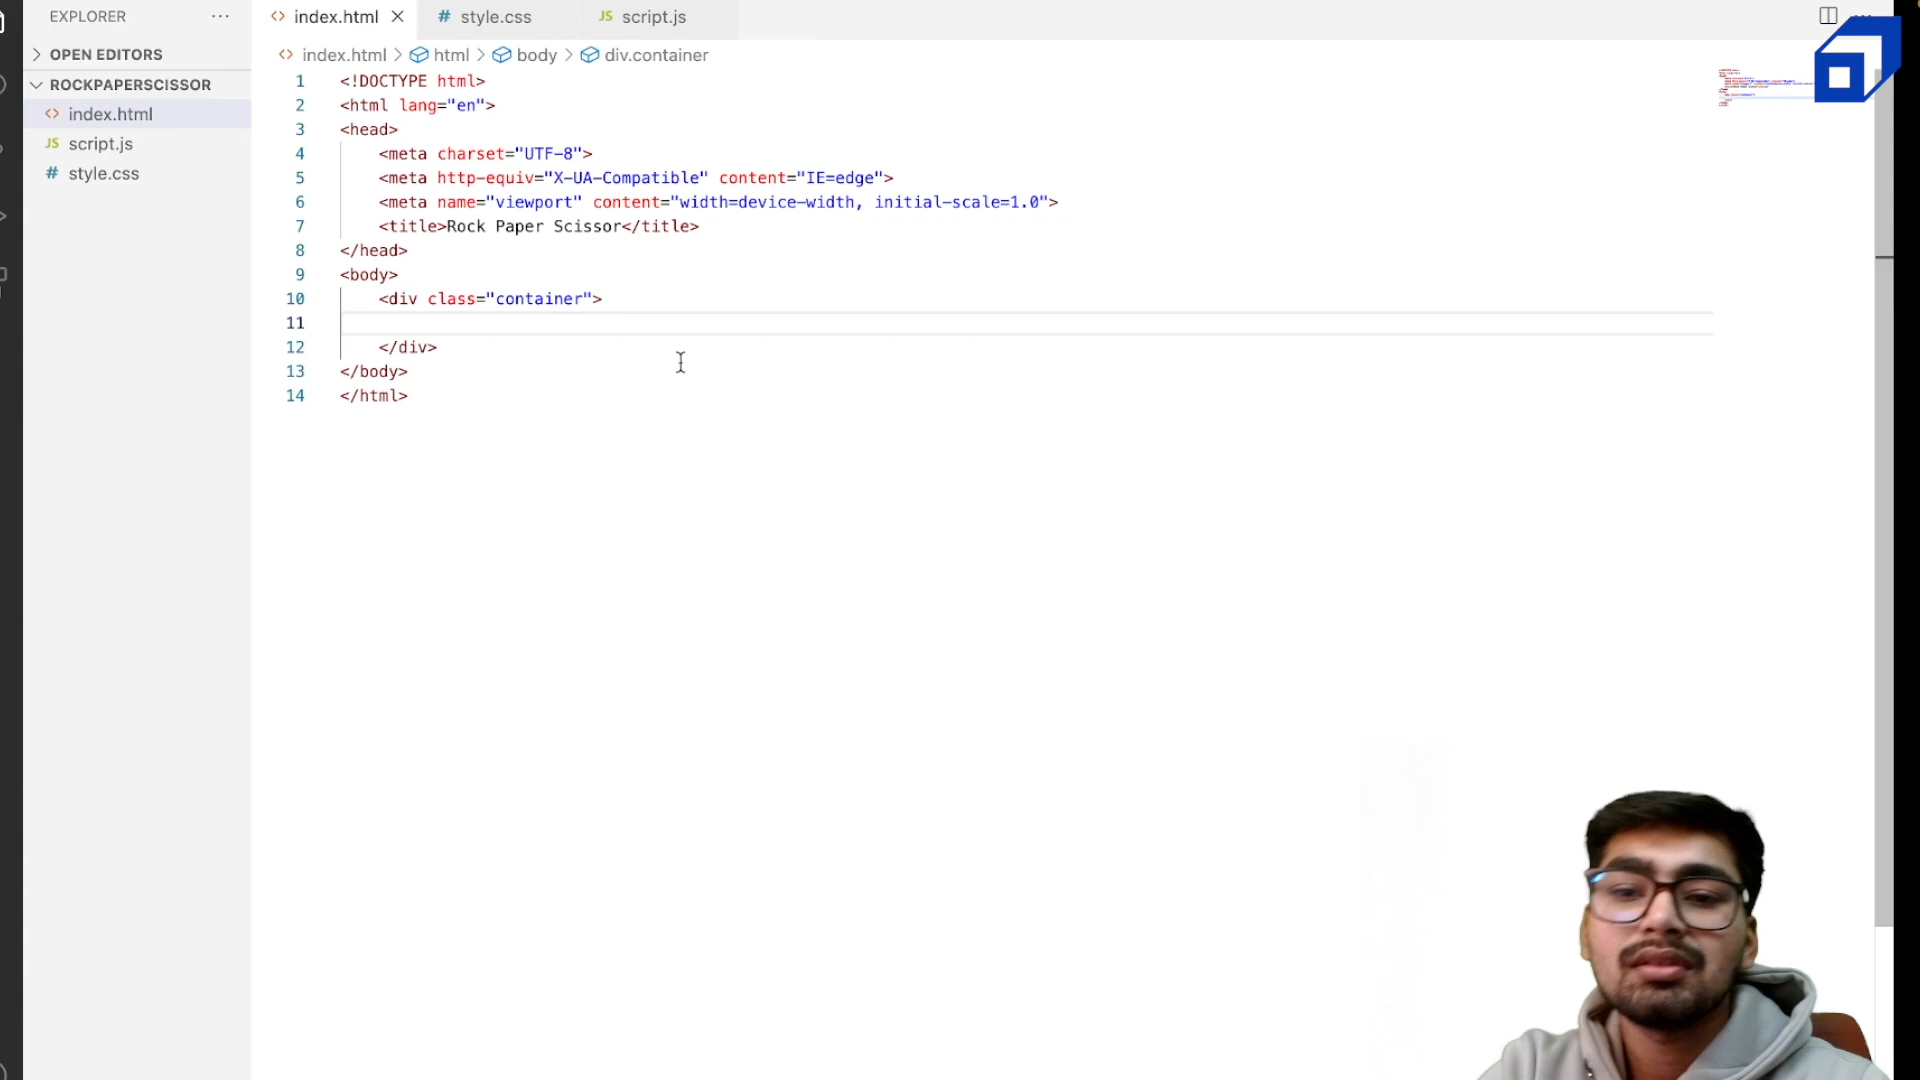 EXPLORER ···
OPEN EDITORS
ROCKPAPERSCISSOR
<> index.html
JS script.js
# style.css
<> index.html × # style.css JS script.js
<> index.html > html > body > div.container
1 <!DOCTYPE html>
2 <html lang="en">
3 <head>
4 <meta charset="UTF-8">
5 <meta http-equiv="X-UA-Compatible" content="IE=edge">
6 <meta name="viewport" content="width=device-width, initial-scale=1.0">
7 <title>Rock Paper Scissor</title>
8 </head>
9 <body>
10 <div class="container">
11
12 </div>
13 </body>
14 </html>